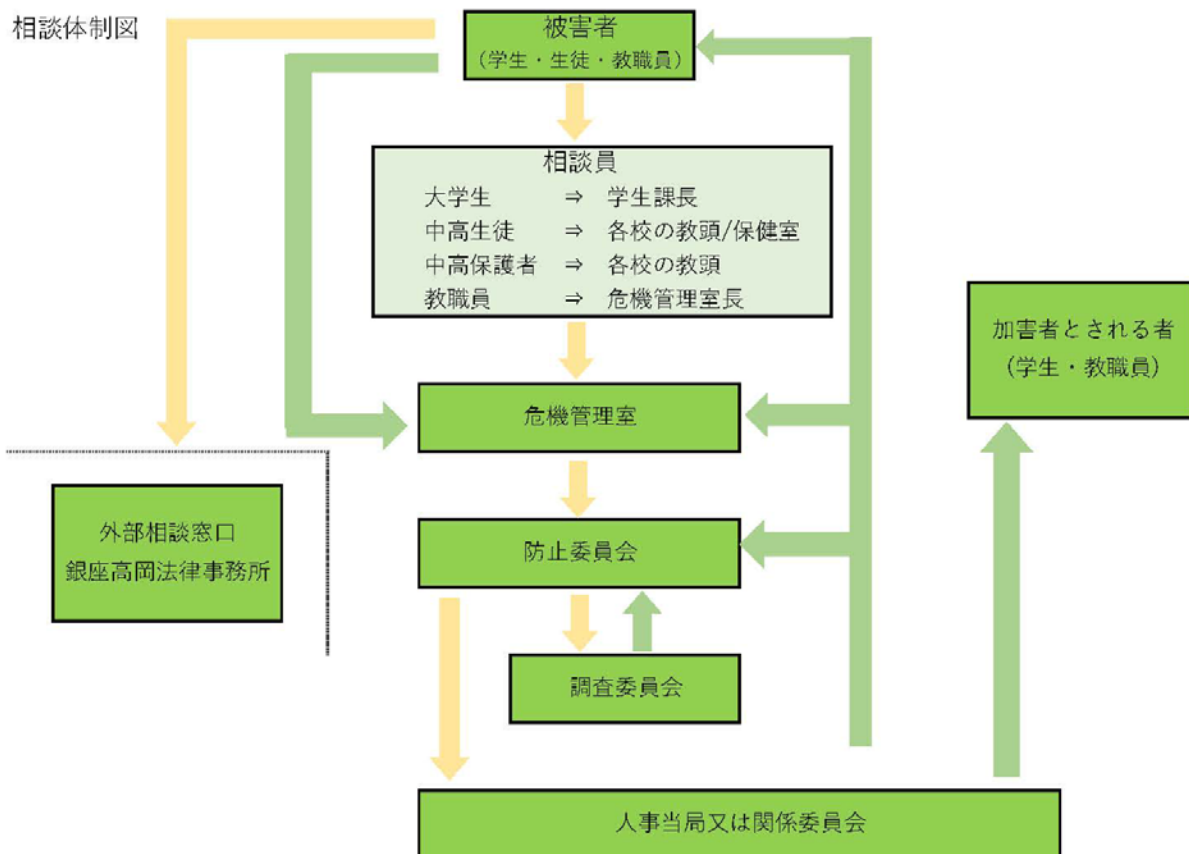 相談体制図
被害者
（学生・生徒・教職員）
相談員
大学生 ⇒ 学生課長
中高生徒 ⇒ 各校の教頭/保健室
中高保護者 ⇒ 各校の教頭
教職員 ⇒ 危機管理室長
加害者とされる者
（学生・教職員）
危機管理室
外部相談窓口
銀座高岡法律事務所
防止委員会
調査委員会
人事当局又は関係委員会